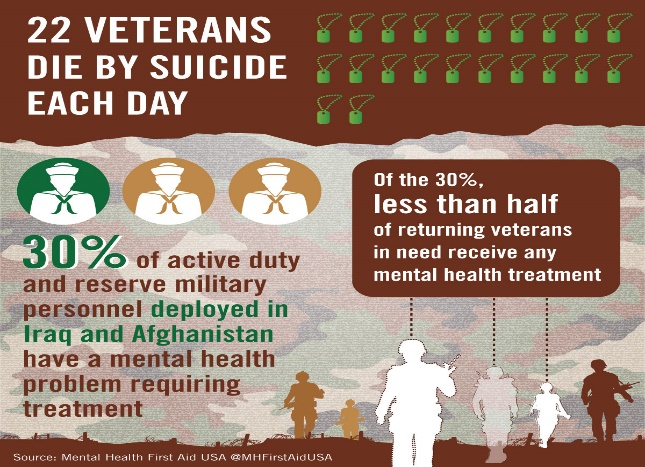 22 VETERANS
DIE BY SUICIDE
EACH DAY
30% of active duty
and reserve military
personnel deployed in
Iraq and Afghanistan
have a mental health
problem requiring
treatment
Of the 30%,
less than half
of returning veterans
in need receive any
mental health treatment
Source: Mental Health First Aid USA @MHFirstAidUSA